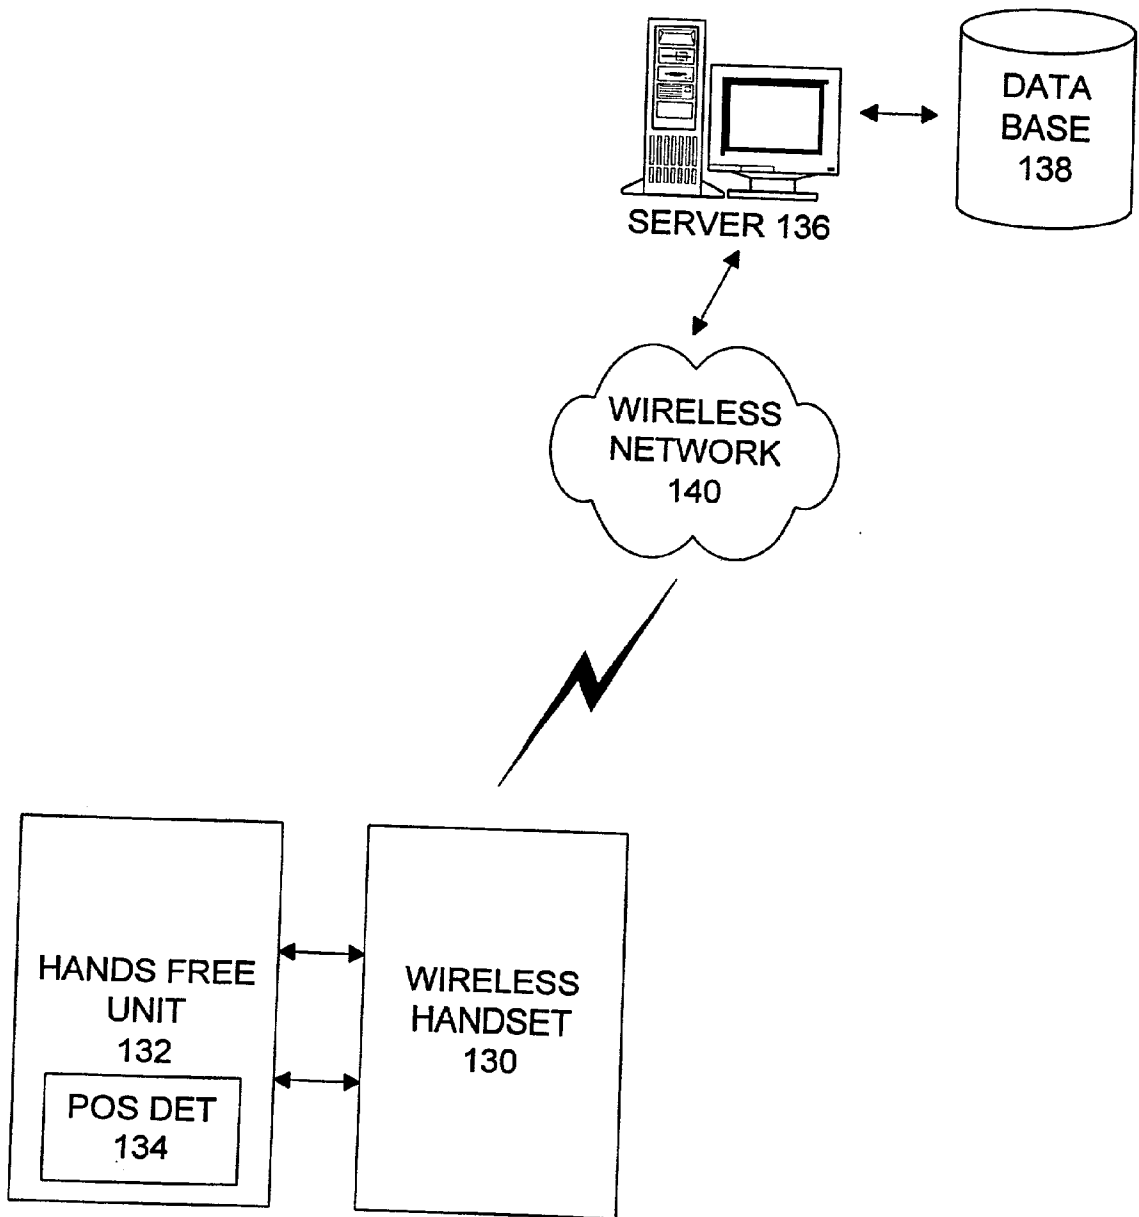 DATA
BASE
138
SERVER 136
WIRELESS
NETWORK
140
HANDS FREE
UNIT
132
POS DET
134
WIRELESS
HANDSET
130